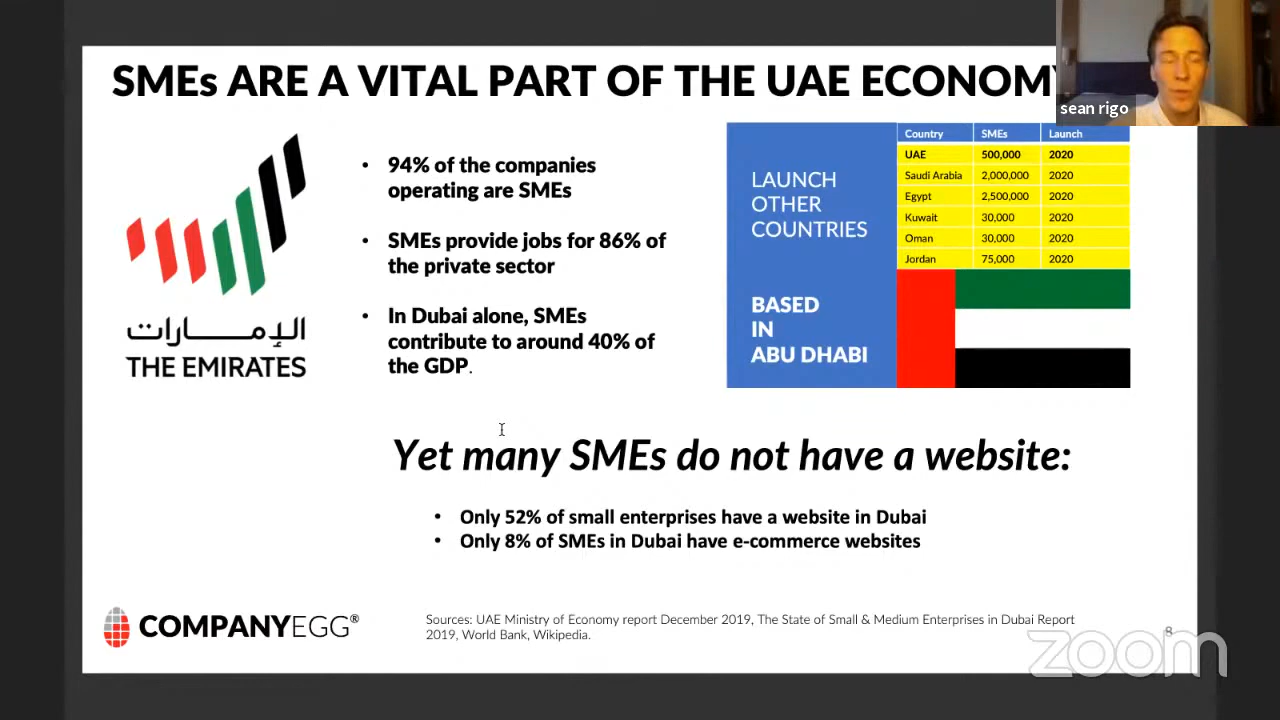 SMEs ARE A VITAL PART OF THE UAE ECONOMY
sean rigo
الإمارات
THE EMIRATES
• 94% of the companies
operating are SMEs
• SMEs provide jobs for 86% of
the private sector
• In Dubai alone, SMEs
contribute to around 40% of
the GDP.
LAUNCH
OTHER
COUNTRIES
BASED
IN
ABU DHABI
Country SMEs Launch
UAE 500,000 2020
Saudi Arabia 2,000,000 2020
Egypt 2,500,000 2020
Kuwait 30,000 2020
Oman 30,000 2020
Jordan 75,000 2020
Yet many SMEs do not have a website:
• Only 52% of small enterprises have a website in Dubai
• Only 8% of SMEs in Dubai have e-commerce websites
COMPANYEGG®
Sources: UAE Ministry of Economy report December 2019, The State of Small & Medium Enterprises in Dubai Report
2019, World Bank, Wikipedia.
8
zoom